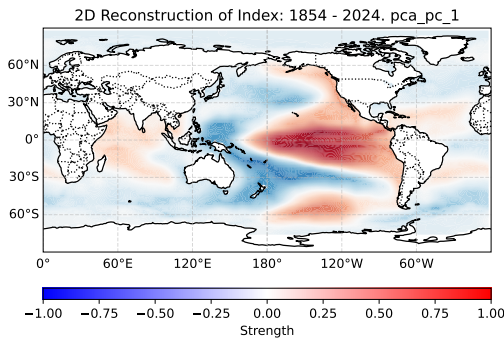 2D Reconstruction of Index: 1854 - 2024. pca_pc_1
60°N
30°N
0°
30°S
60°S
0° 60°E 120°E 180° 120°W 60°W
−1.00 −0.75 −0.50 −0.25 0.00 0.25 0.50 0.75 1.00
Strength